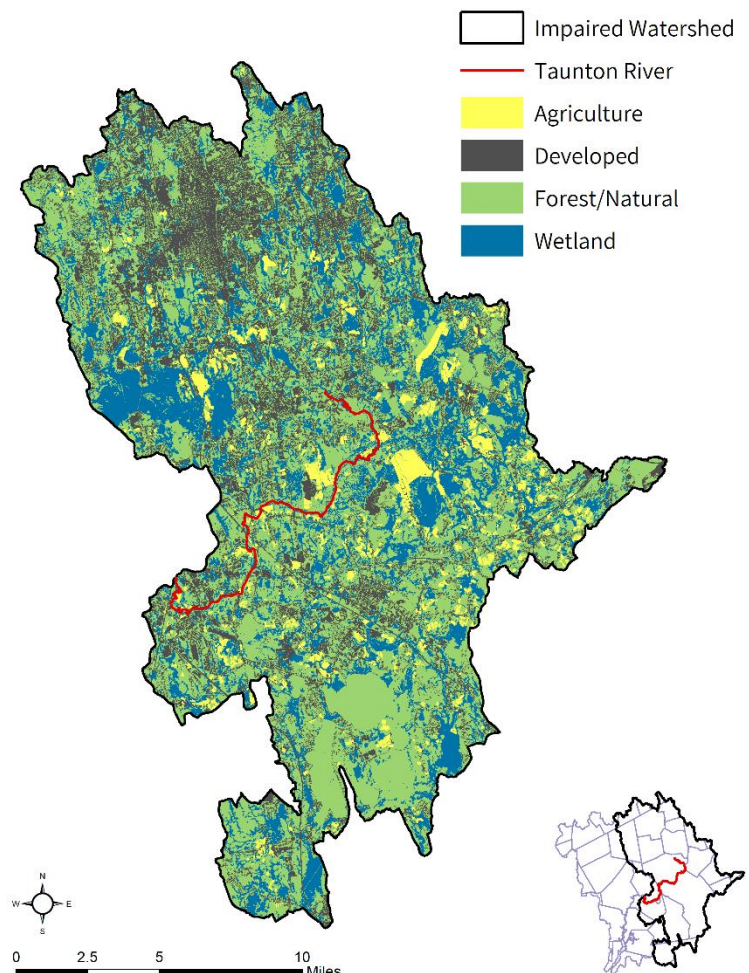 Impaired Watershed
Taunton River
Agriculture
Developed
Forest/Natural
Wetland
N
W E
S
0 2.5 5 10
Miles